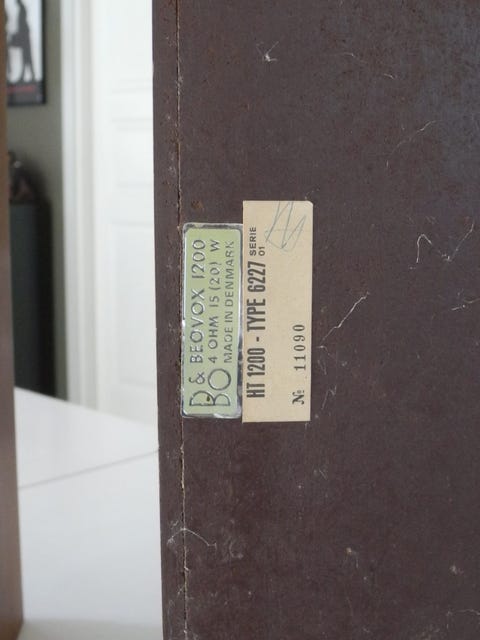 B&O BEOVOX 1200
4 OHM 15 (20) W
MADE IN DENMARK
HT 1200 - TYPE 6227 SERIE 01
№ 11090